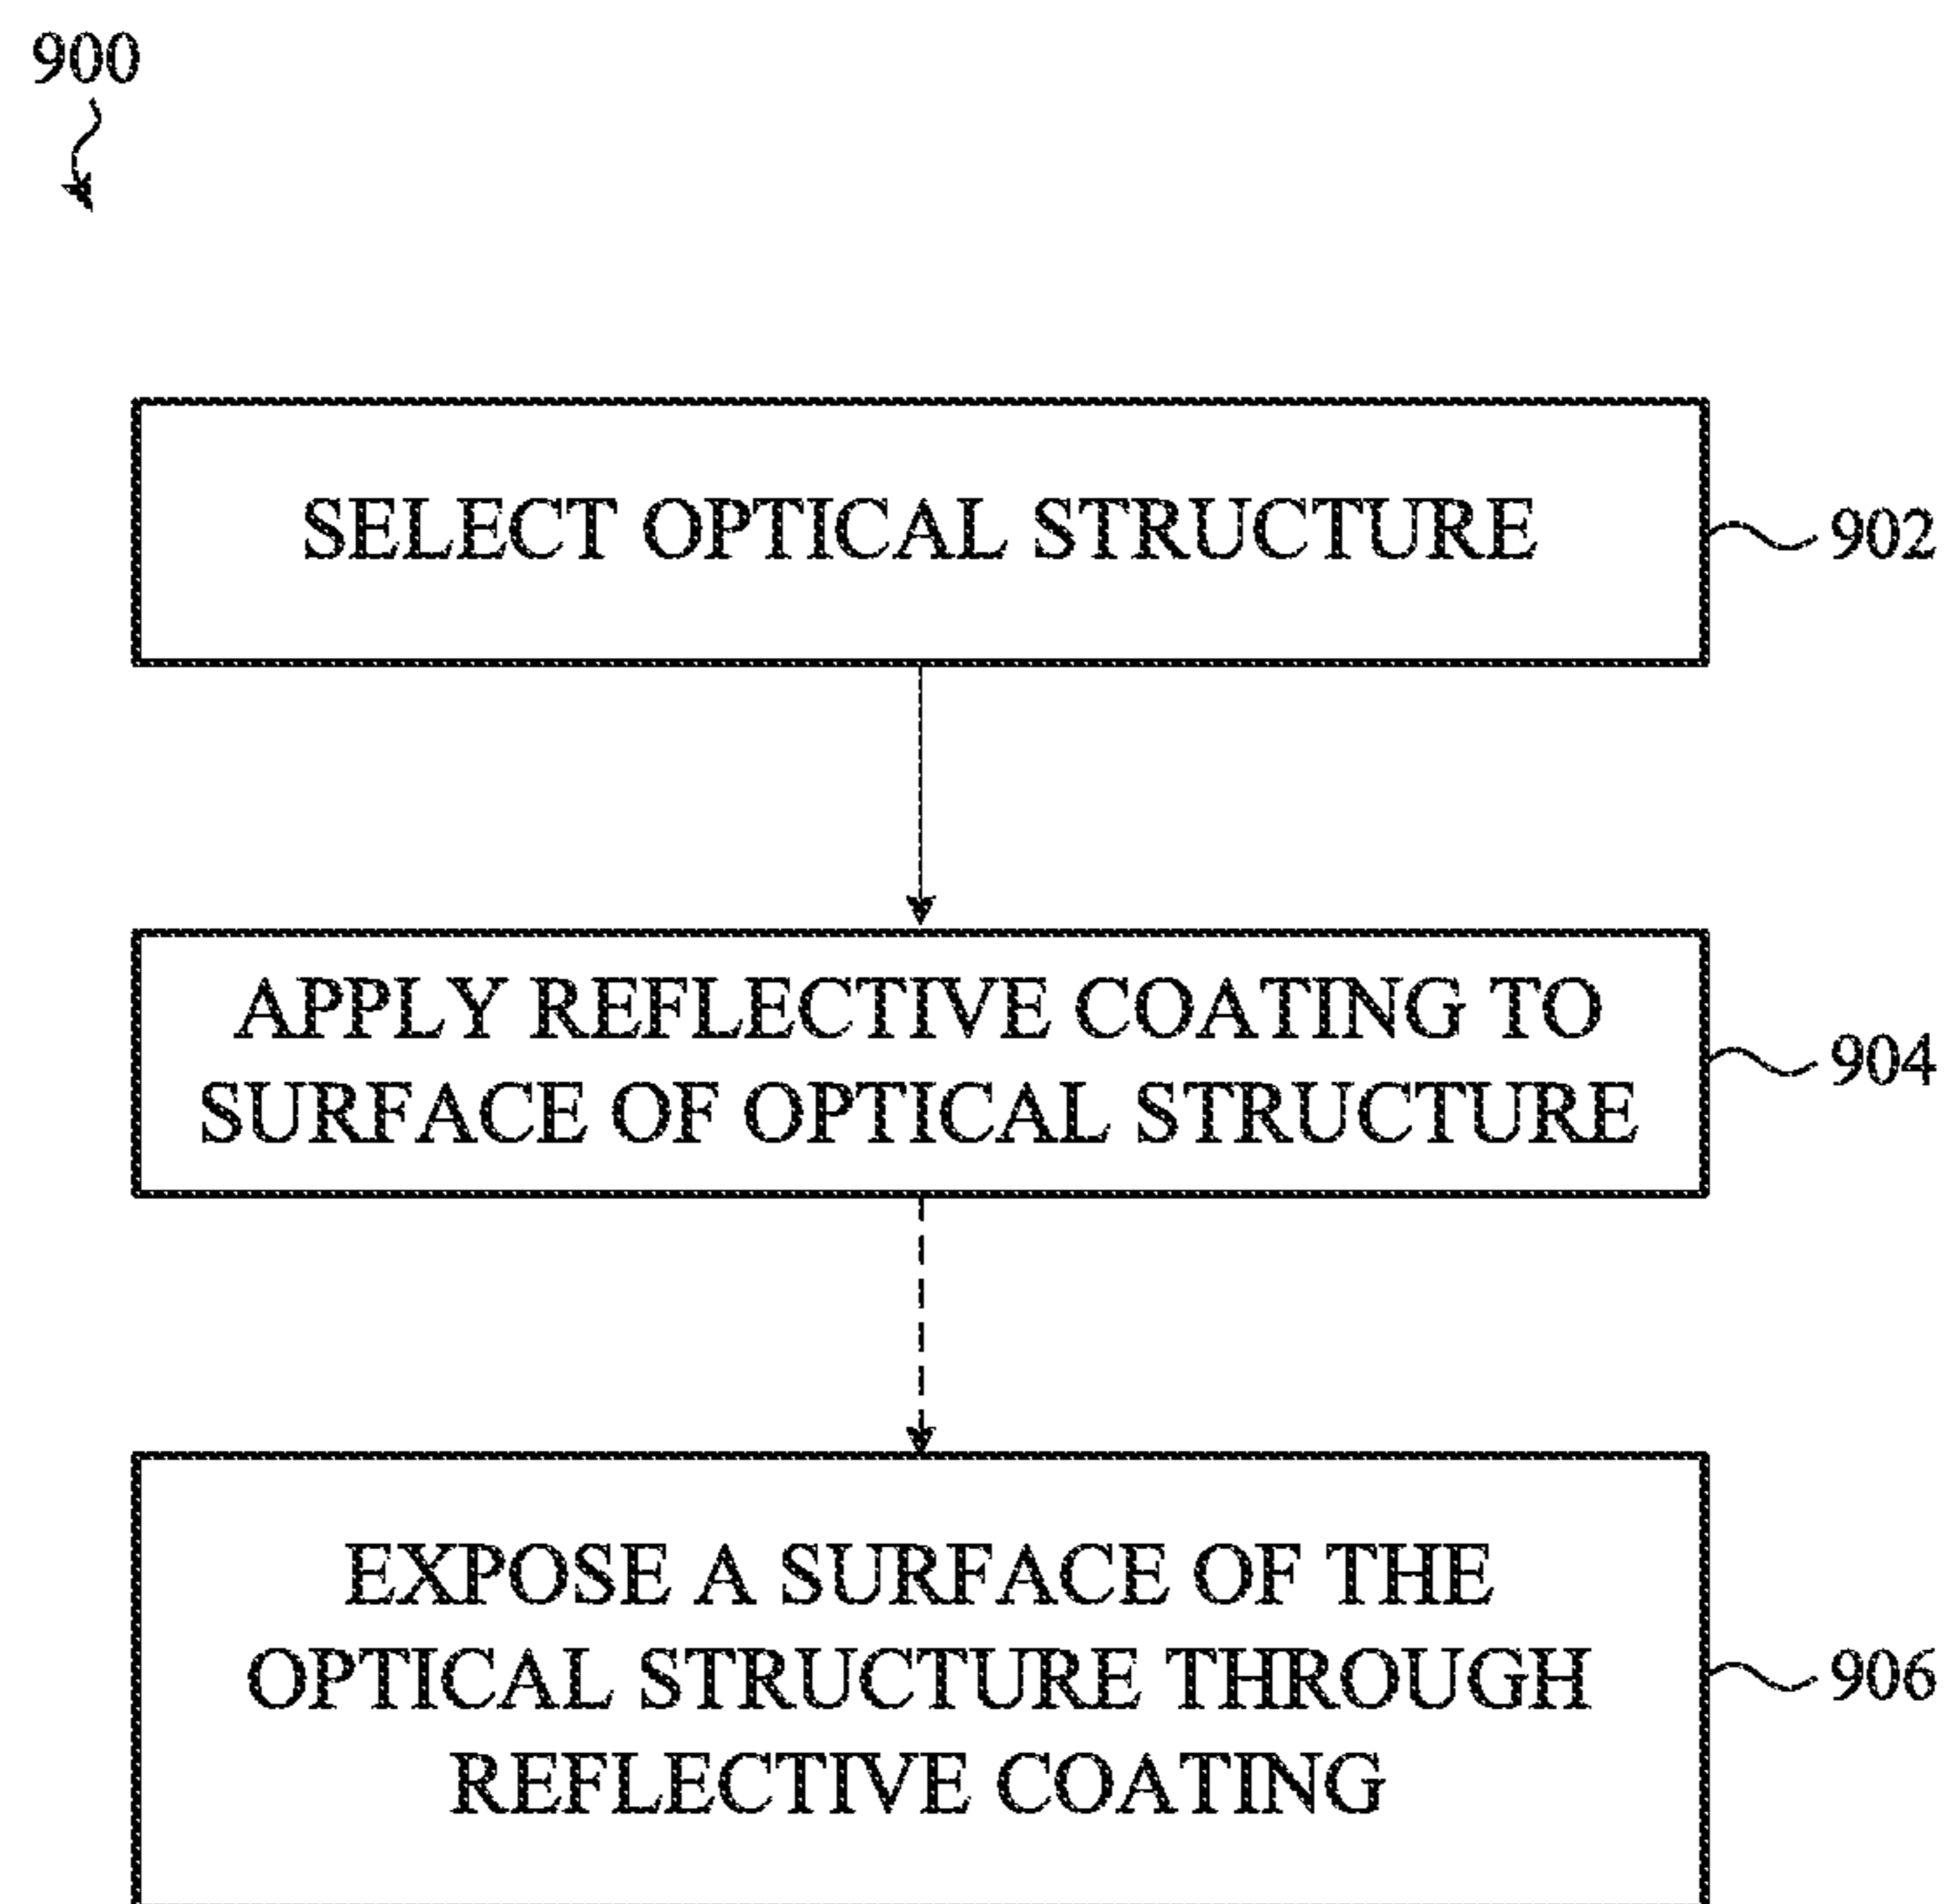 900
SELECT OPTICAL STRUCTURE
902
APPLY REFLECTIVE COATING TO
SURFACE OF OPTICAL STRUCTURE
904
EXPOSE A SURFACE OF THE
OPTICAL STRUCTURE THROUGH
REFLECTIVE COATING
906